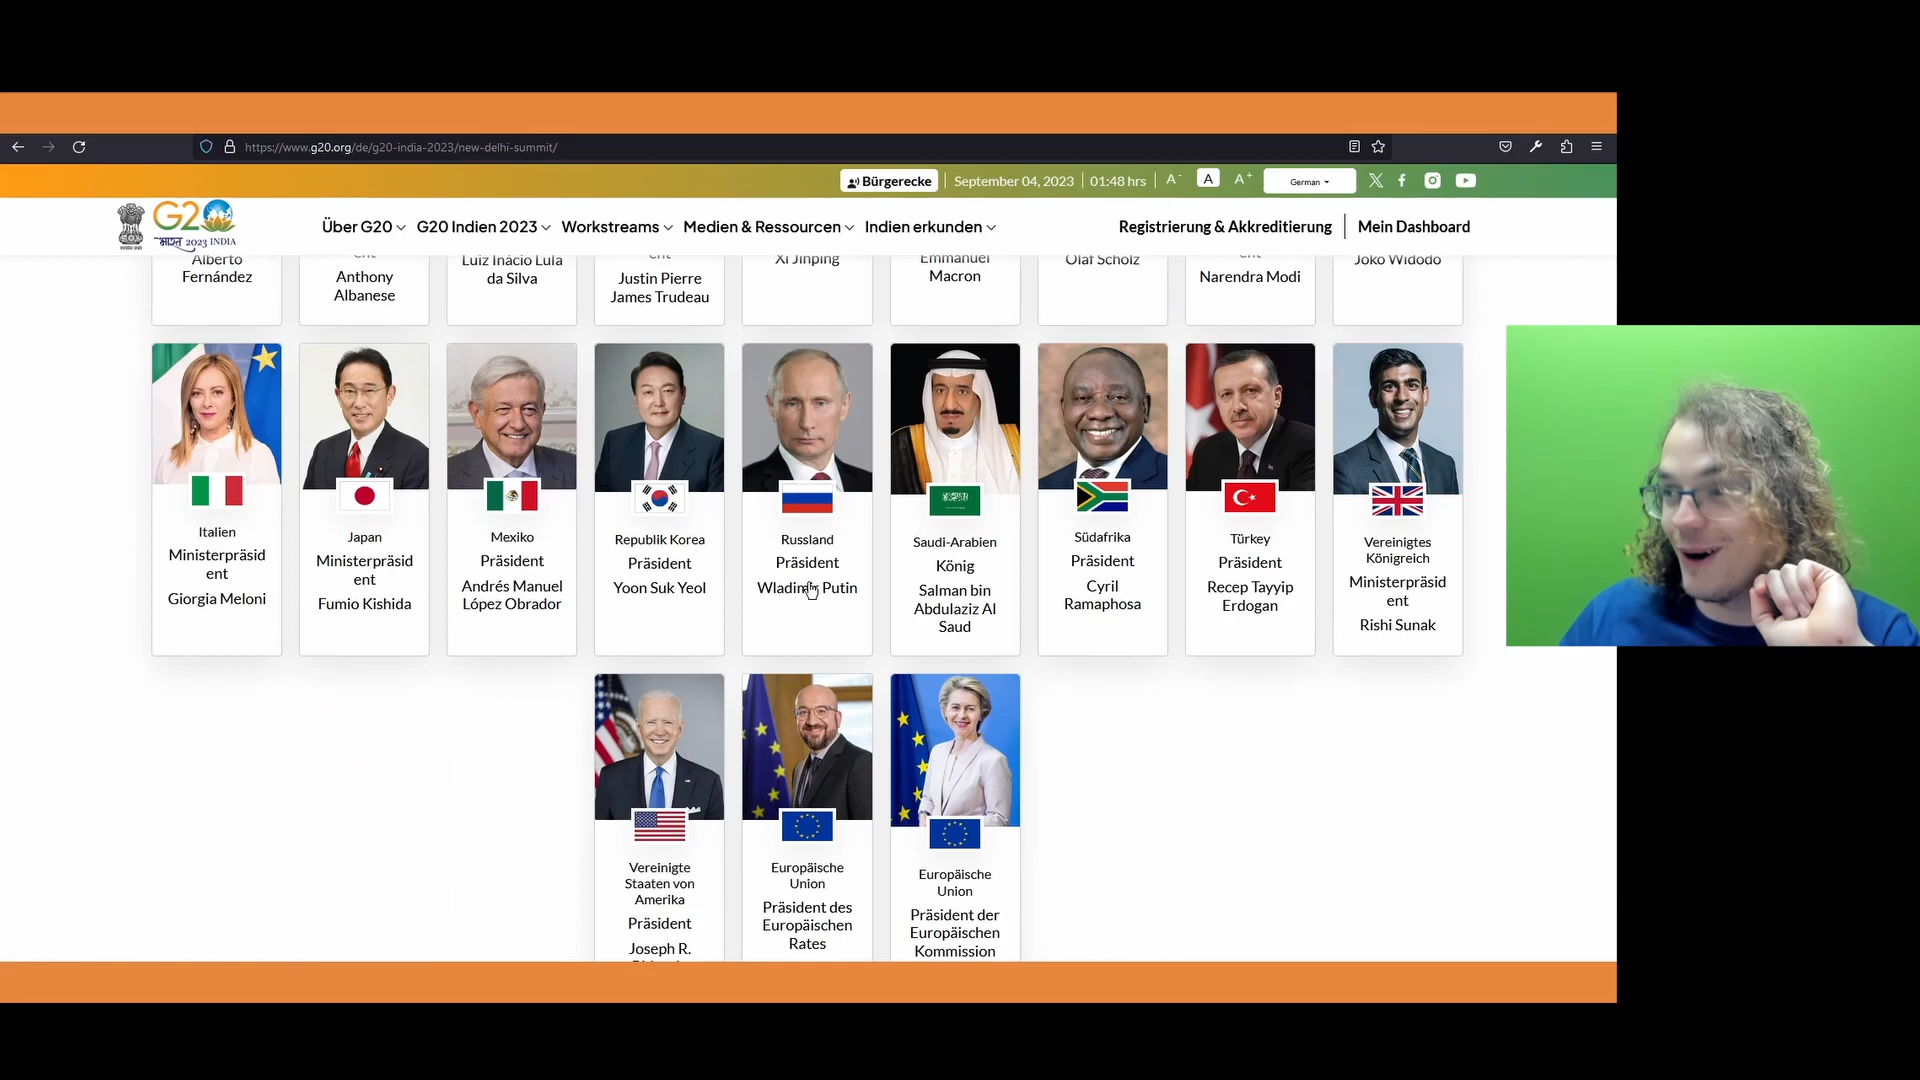 https://www.g20.org/de/g20-india-2023/new-delhi-summit/
Bürgerecke
September 04, 2023
01:48 hrs
A-
A
A+
German
G20
भारत 2023 INDIA
Über G20
G20 Indien 2023
Workstreams
Medien & Ressourcen
Indien erkunden
Registrierung & Akkreditierung
Mein Dashboard
Alberto
Fernández
ent
Anthony
Albanese
Luiz Inácio Lula
da Silva
ent
Justin Pierre
James Trudeau
Xi Jinping
Emmanuel
Macron
Olaf Scholz
ent
Narendra Modi
Joko Widodo
Italien
Ministerpräsid
ent
Giorgia Meloni
Japan
Ministerpräsid
ent
Fumio Kishida
Mexiko
Präsident
Andrés Manuel
López Obrador
Republik Korea
Präsident
Yoon Suk Yeol
Russland
Präsident
Wladimir Putin
Saudi-Arabien
König
Salman bin
Abdulaziz Al
Saud
Südafrika
Präsident
Cyril
Ramaphosa
Türkey
Präsident
Recep Tayyip
Erdogan
Vereinigtes
Königreich
Ministerpräsid
ent
Rishi Sunak
Vereinigte
Staaten von
Amerika
Präsident
Joseph R.
Europäische
Union
Präsident des
Europäischen
Rates
Europäische
Union
Präsident der
Europäischen
Kommission